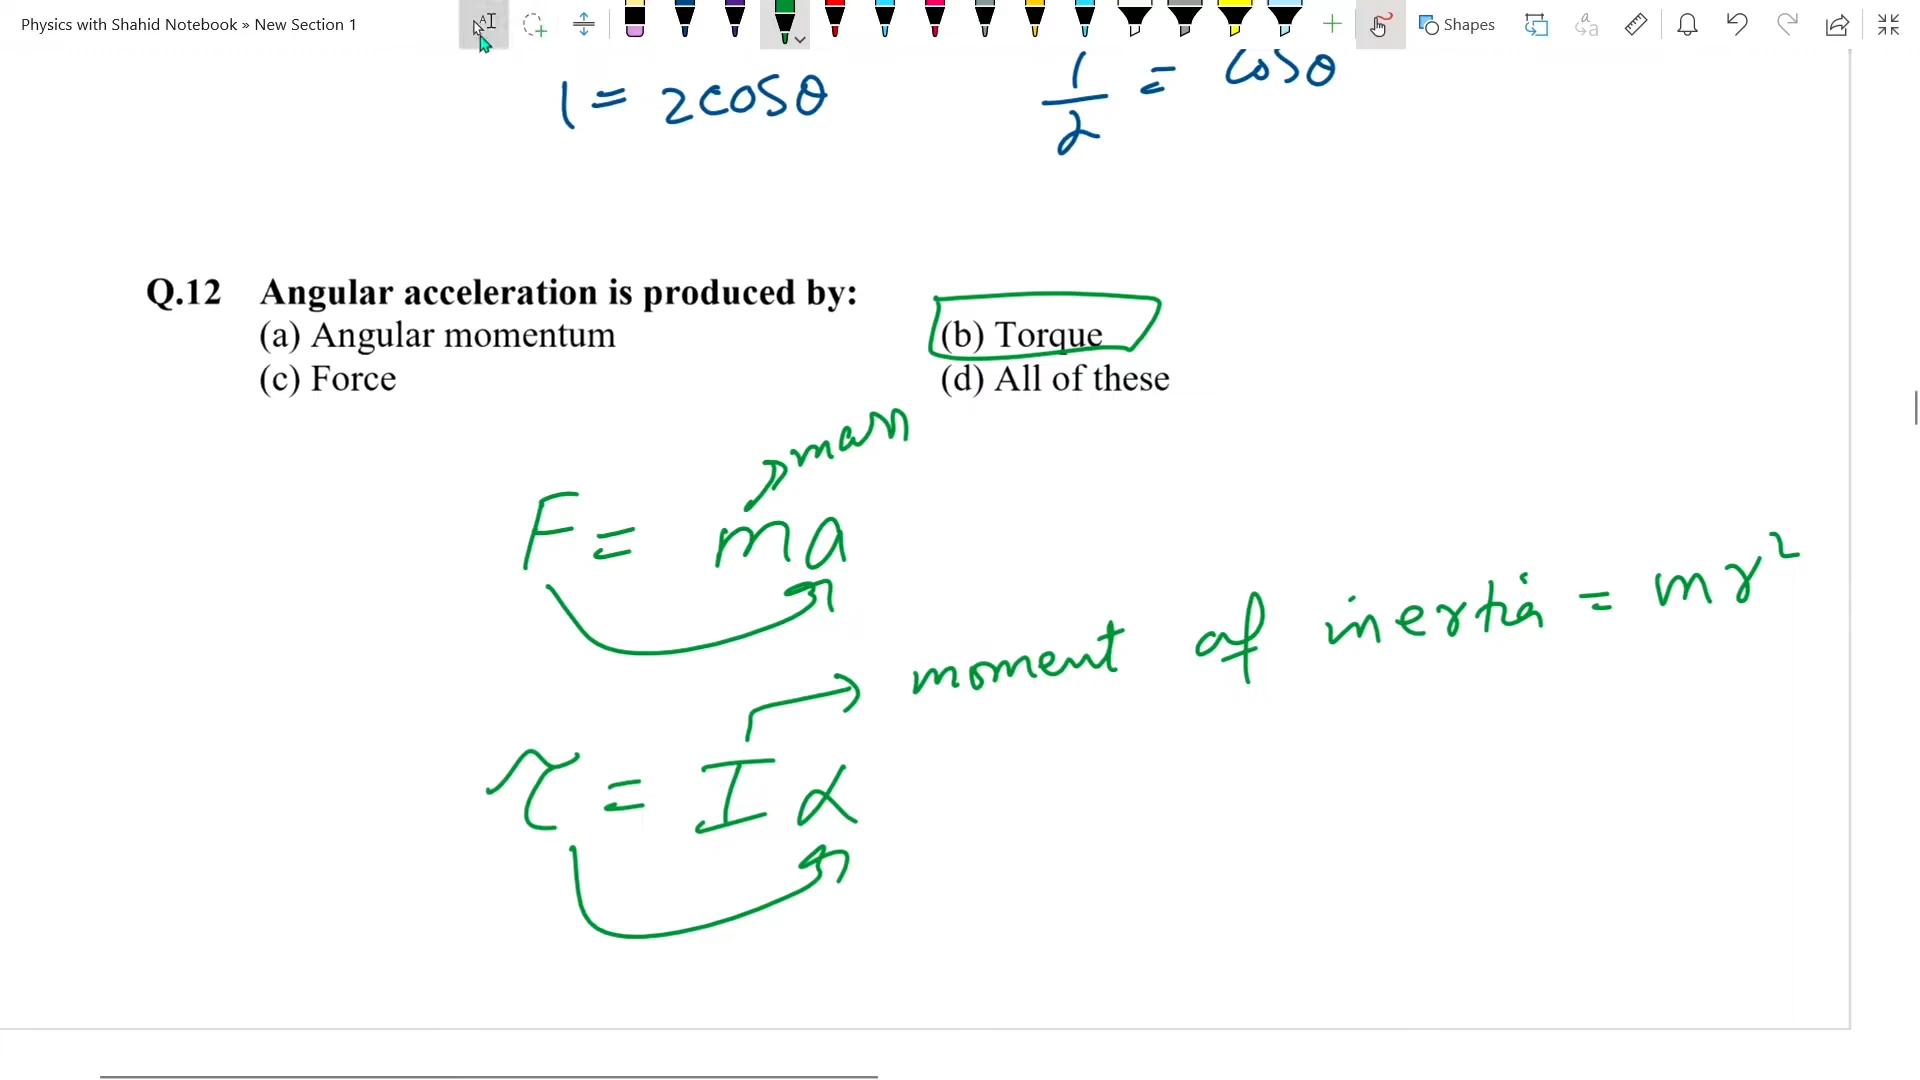 Physics with Shahid Notebook » New Section 1
Shapes
1 = 2cosθ
1/2 = cosθ
Q.12 Angular acceleration is produced by:
(a) Angular momentum (b) Torque
(c) Force (d) All of these
mass
F = ma
moment of inertia = mr²
τ = Iα